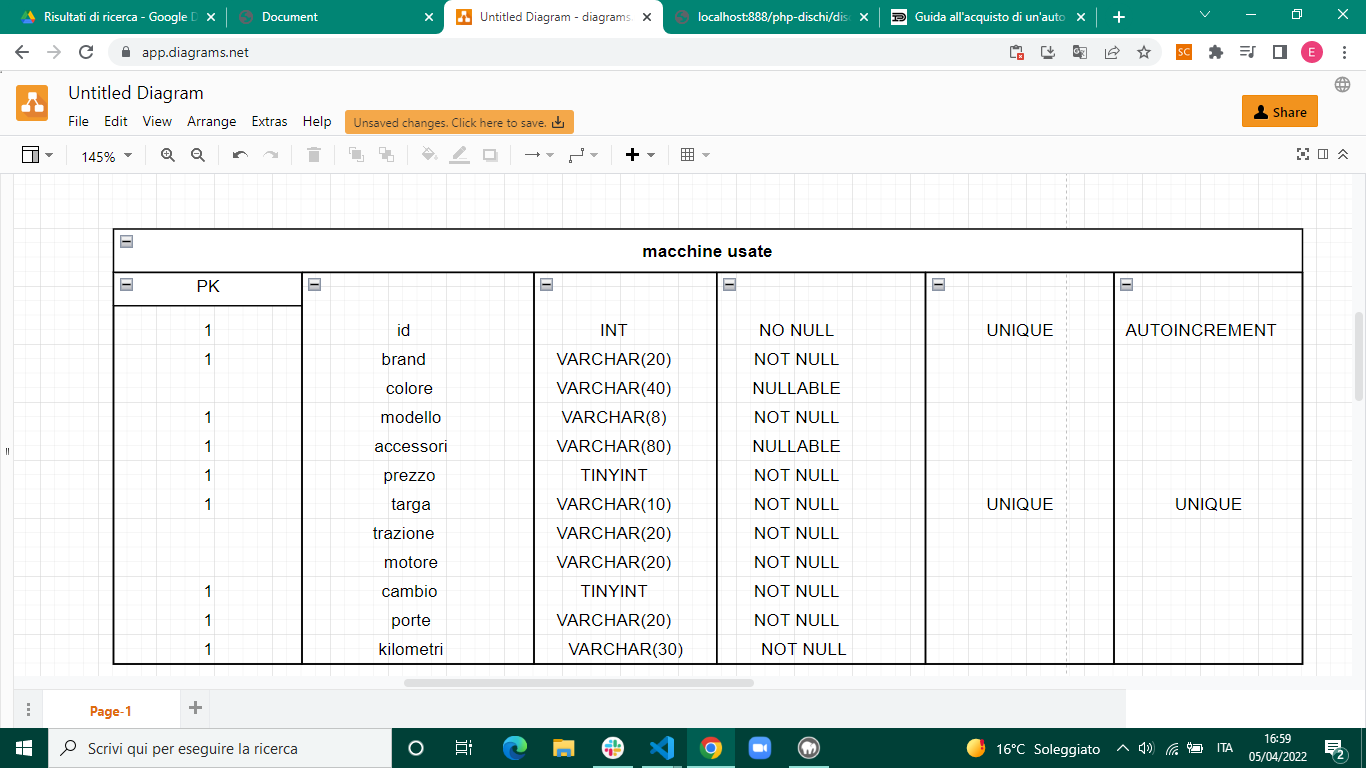 Risultati di ricerca - Google D
Document
Untitled Diagram - diagrams.
localhost:888/php-dischi/dis
Guida all'acquisto di un'auto
app.diagrams.net
SC
E
Untitled Diagram
File Edit View Arrange Extras Help
Unsaved changes. Click here to save.
Share
145%
macchine usate
PK
1 id INT NO NULL UNIQUE AUTOINCREMENT
1 brand VARCHAR(20) NOT NULL
colore VARCHAR(40) NULLABLE
1 modello VARCHAR(8) NOT NULL
1 accessori VARCHAR(80) NULLABLE
1 prezzo TINYINT NOT NULL
1 targa VARCHAR(10) NOT NULL UNIQUE UNIQUE
trazione VARCHAR(20) NOT NULL
motore VARCHAR(20) NOT NULL
1 cambio TINYINT NOT NULL
1 porte VARCHAR(20) NOT NULL
1 kilometri VARCHAR(30) NOT NULL
Page-1
Scrivi qui per eseguire la ricerca
16°C Soleggiato
ITA
16:59
05/04/2022
2